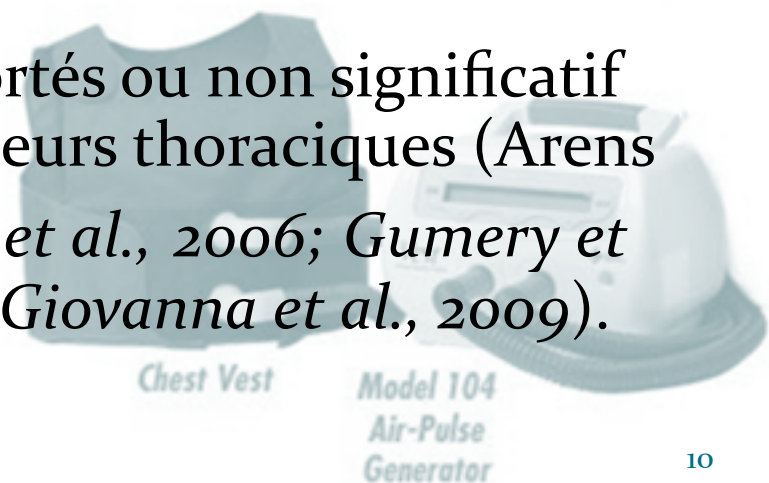 ortés ou non significatif
eurs thoraciques (Arens
et al., 2006; Gumery et
Giovanna et al., 2009).
Chest Vest
Model 104
Air-Pulse
Generator
10